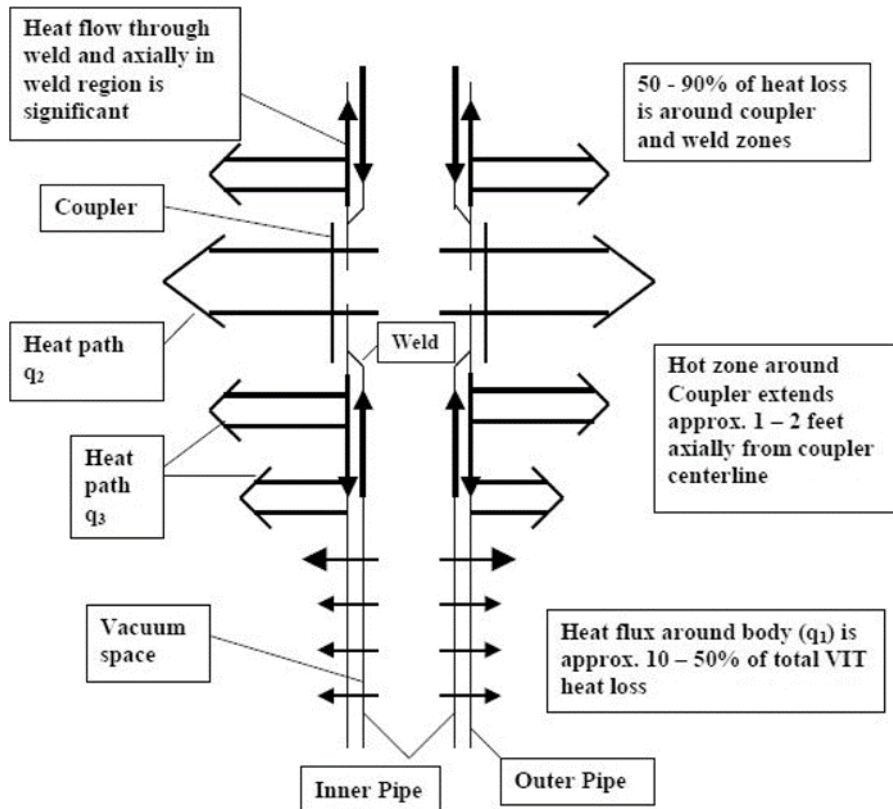 Heat flow through
weld and axially in
weld region is
significant
50 - 90% of heat loss
is around coupler
and weld zones
Coupler
Heat path
q2
Weld
Hot zone around
Coupler extends
approx. 1 – 2 feet
axially from coupler
centerline
Heat
path
q3
Vacuum
space
Heat flux around body (q1) is
approx. 10 – 50% of total VIT
heat loss
Inner Pipe
Outer Pipe